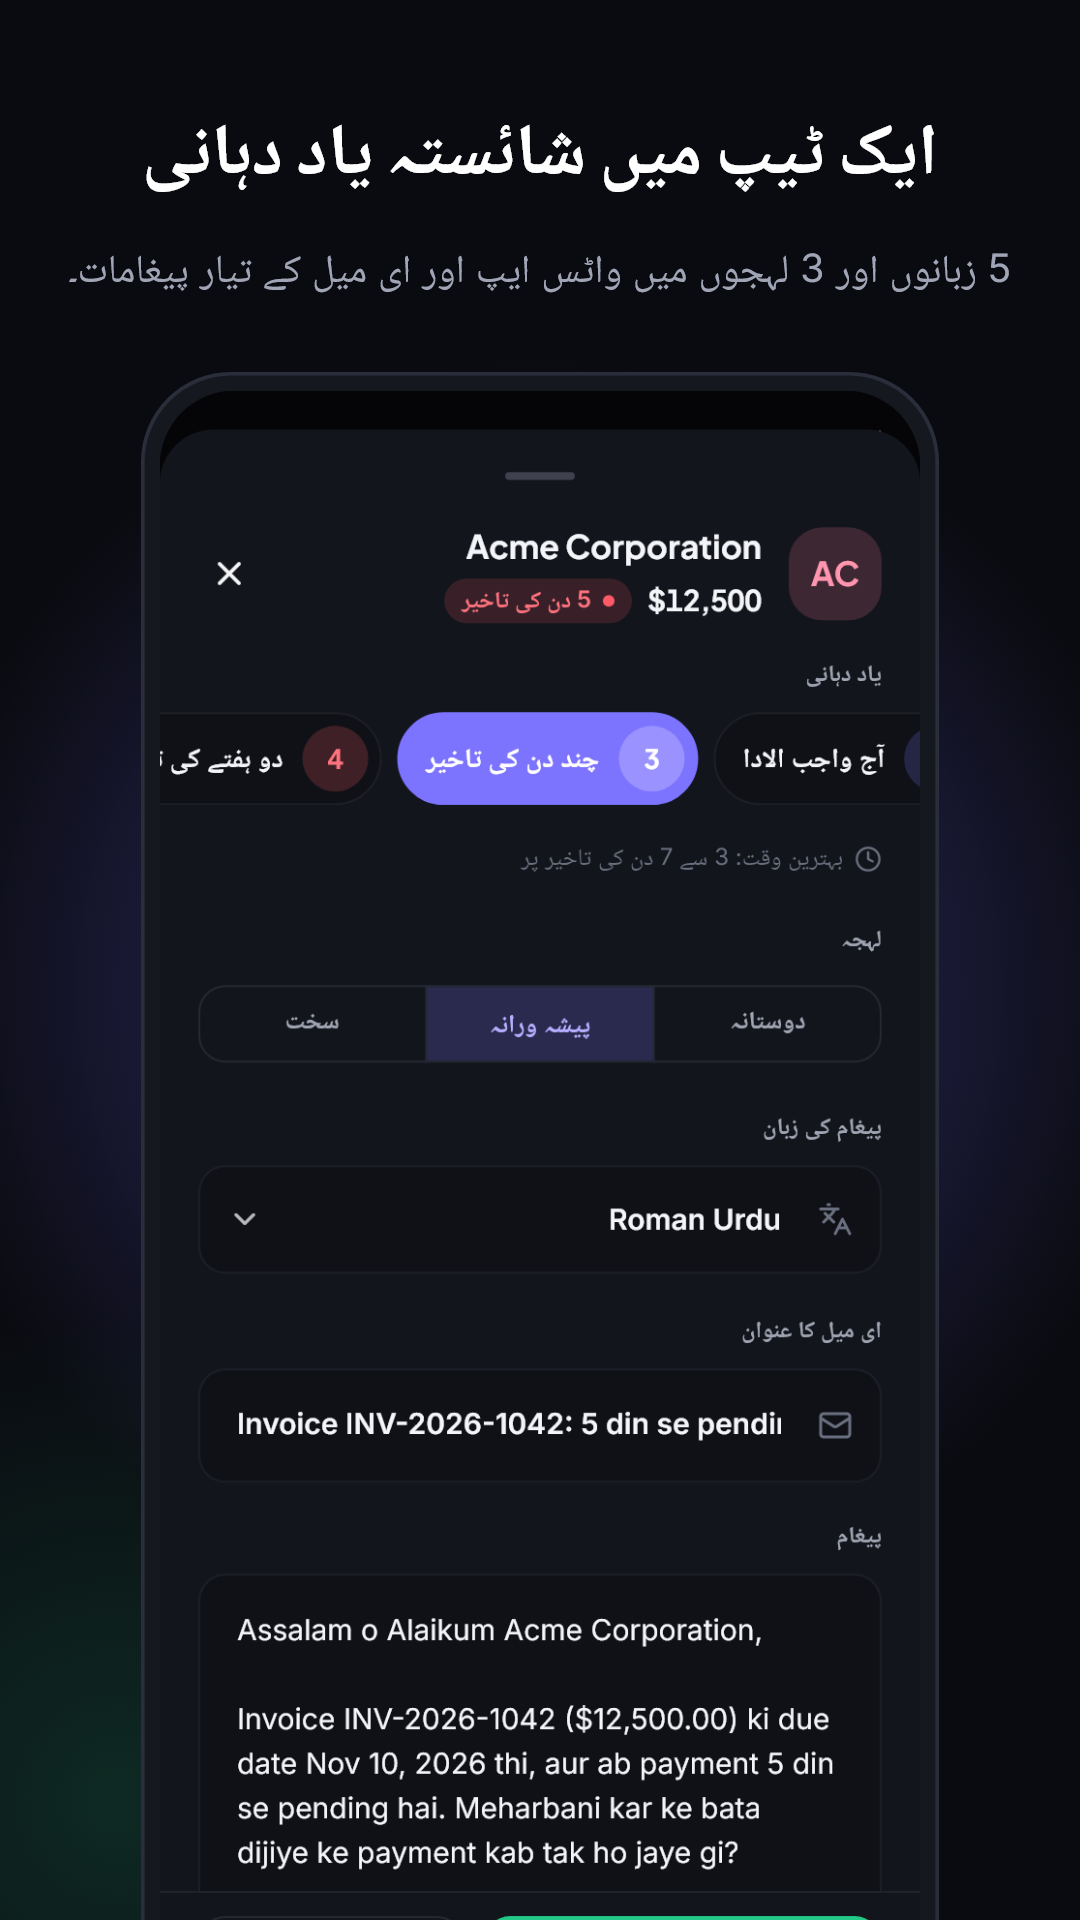 ایک ٹیپ میں شائستہ یاد دہانی
5 زبانوں اور 3 لہجوں میں واٹس ایپ اور ای میل کے تیار پیغامات۔
AC
Acme Corporation
$12,500
5 دن کی تاخیر
یاد دہانی
آج واجب الادا
3 چند دن کی تاخیر
4 دو ہفتے کی
بہترین وقت: 3 سے 7 دن کی تاخیر پر
لہجہ
دوستانہ
پیشہ ورانہ
سخت
پیغام کی زبان
Roman Urdu
ای میل کا عنوان
Invoice INV-2026-1042: 5 din se pendin
پیغام
Assalam o Alaikum Acme Corporation,
Invoice INV-2026-1042 ($12,500.00) ki due
date Nov 10, 2026 thi, aur ab payment 5 din
se pending hai. Meharbani kar ke bata
dijiye ke payment kab tak ho jaye gi?